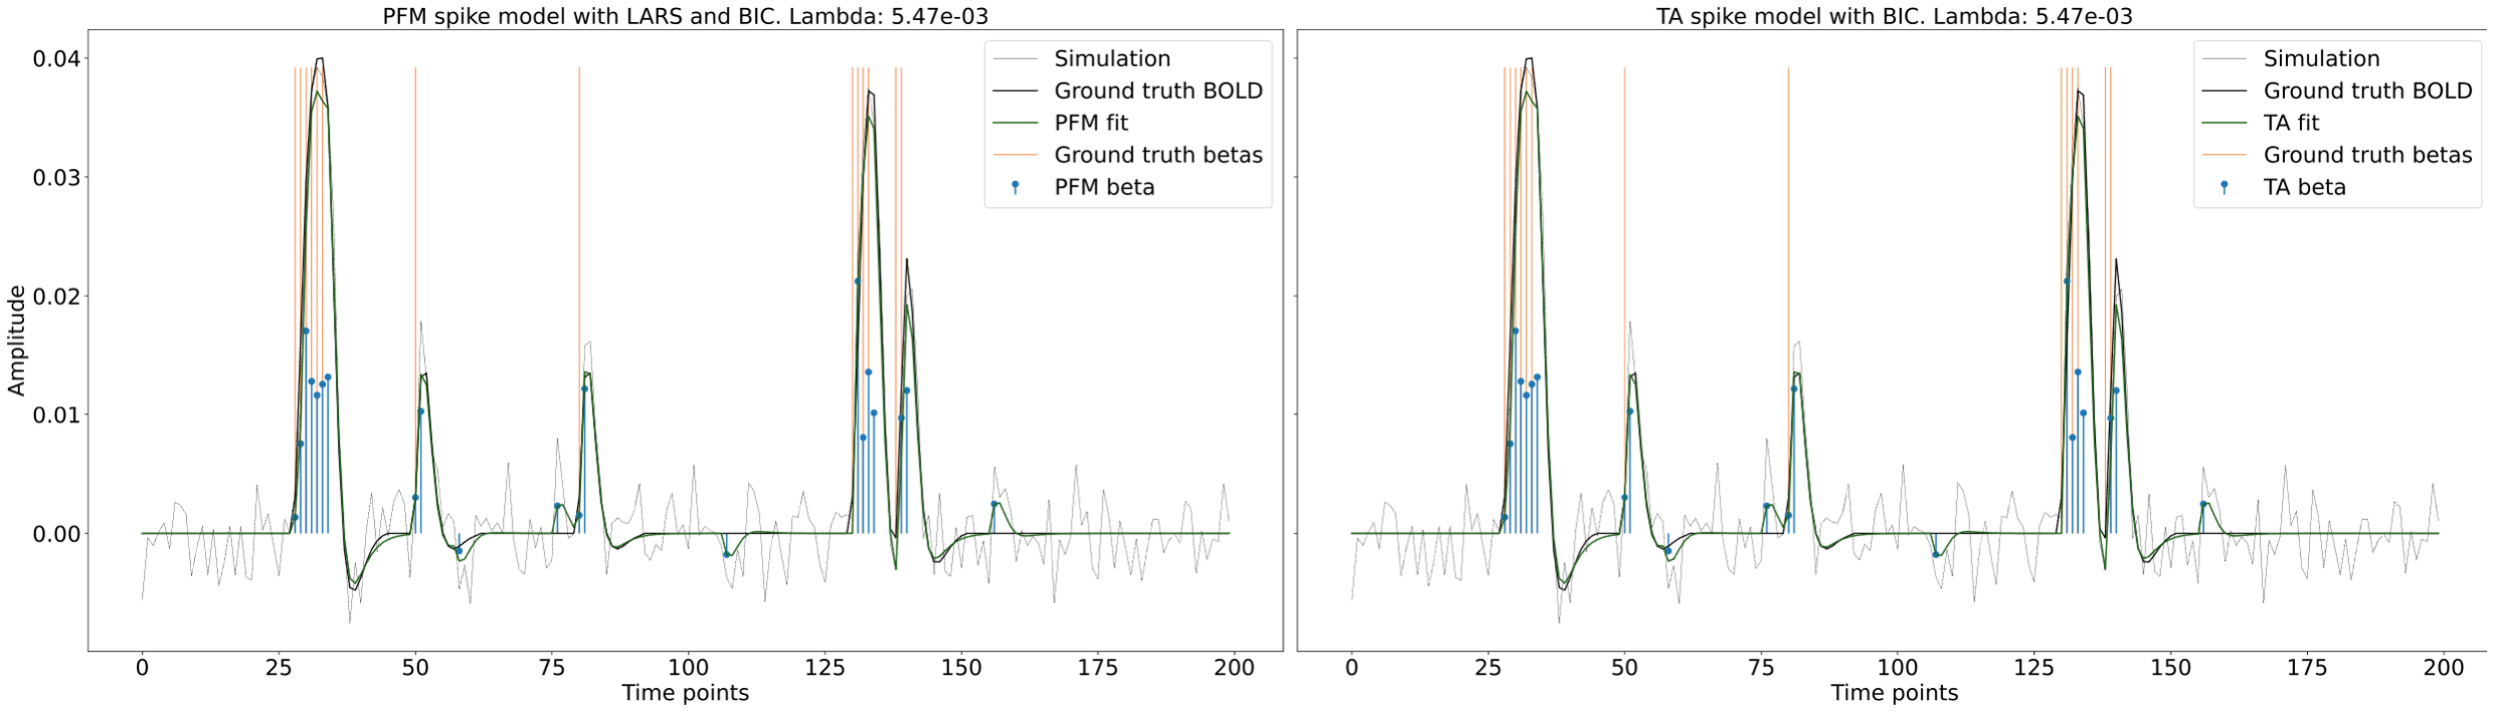 PFM spike model with LARS and BIC. Lambda: 5.47e-03
Amplitude
0.04
0.03
0.02
0.01
0.00
Simulation
Ground truth BOLD
PFM fit
Ground truth betas
PFM beta
0 25 50 75 100 125 150 175 200
Time points
TA spike model with BIC. Lambda: 5.47e-03
Simulation
Ground truth BOLD
TA fit
Ground truth betas
TA beta
0 25 50 75 100 125 150 175 200
Time points